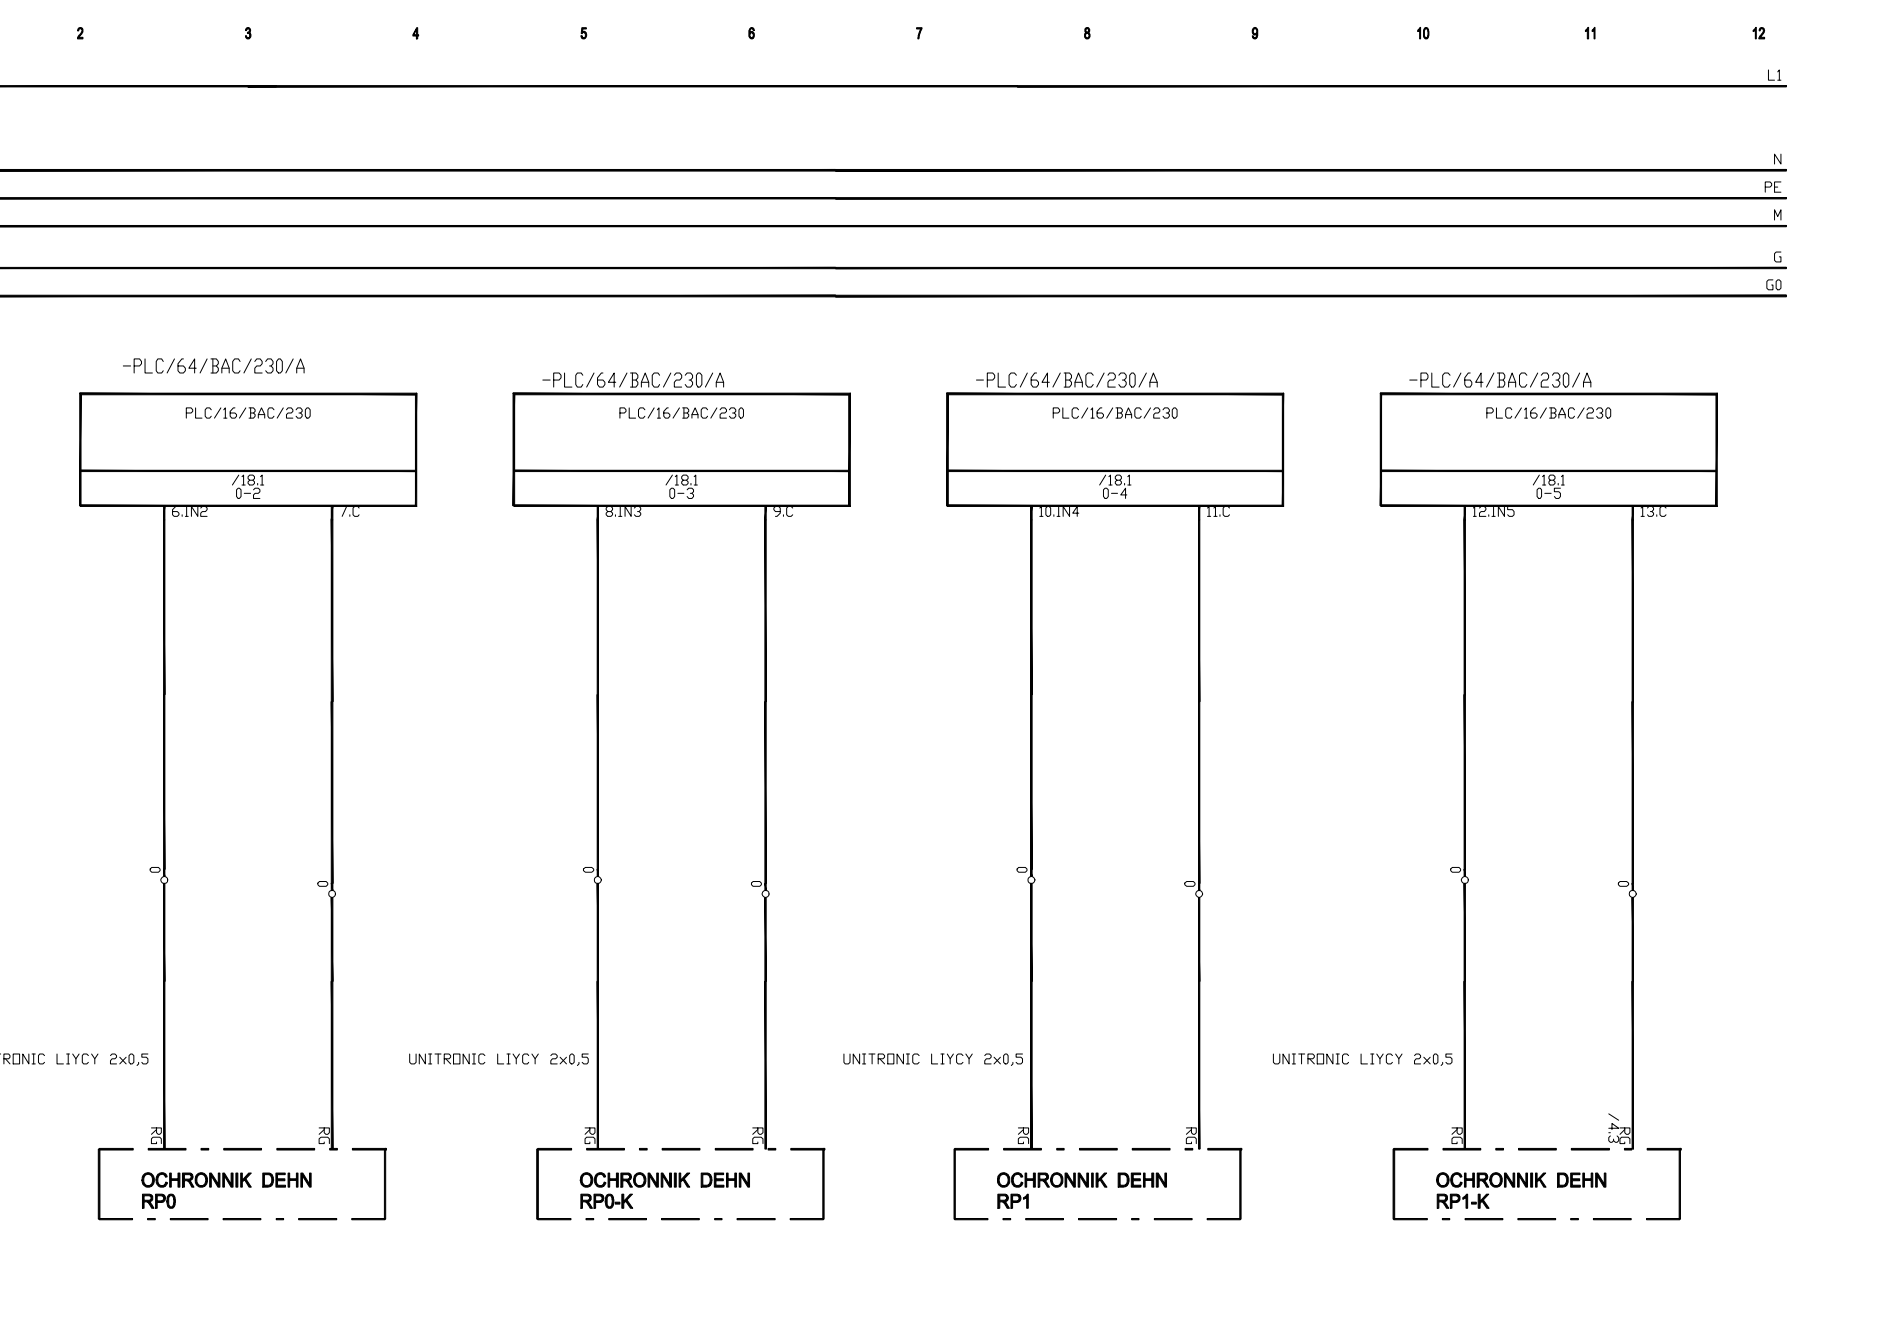 2 3 4 5 6 7 8 9 10 11 12
L1
N
PE
M
G
G0
-PLC/64/BAC/230/A -PLC/64/BAC/230/A -PLC/64/BAC/230/A -PLC/64/BAC/230/A
PLC/16/BAC/230 PLC/16/BAC/230 PLC/16/BAC/230 PLC/16/BAC/230
/18.1 /18.1 /18.1 /18.1
0-2 0-3 0-4 0-5
6.IN2 7.C 8.IN3 9.C 10.IN4 11.C 12.IN5 13.C
0 0 0 0 0 0 0 0
TRONIC LIYCY 2x0,5 UNITRONIC LIYCY 2x0,5 UNITRONIC LIYCY 2x0,5 UNITRONIC LIYCY 2x0,5
RG RG RG RG RG RG RG /4.3 RG
OCHRONNIK DEHN OCHRONNIK DEHN OCHRONNIK DEHN OCHRONNIK DEHN
RP0 RP0-K RP1 RP1-K